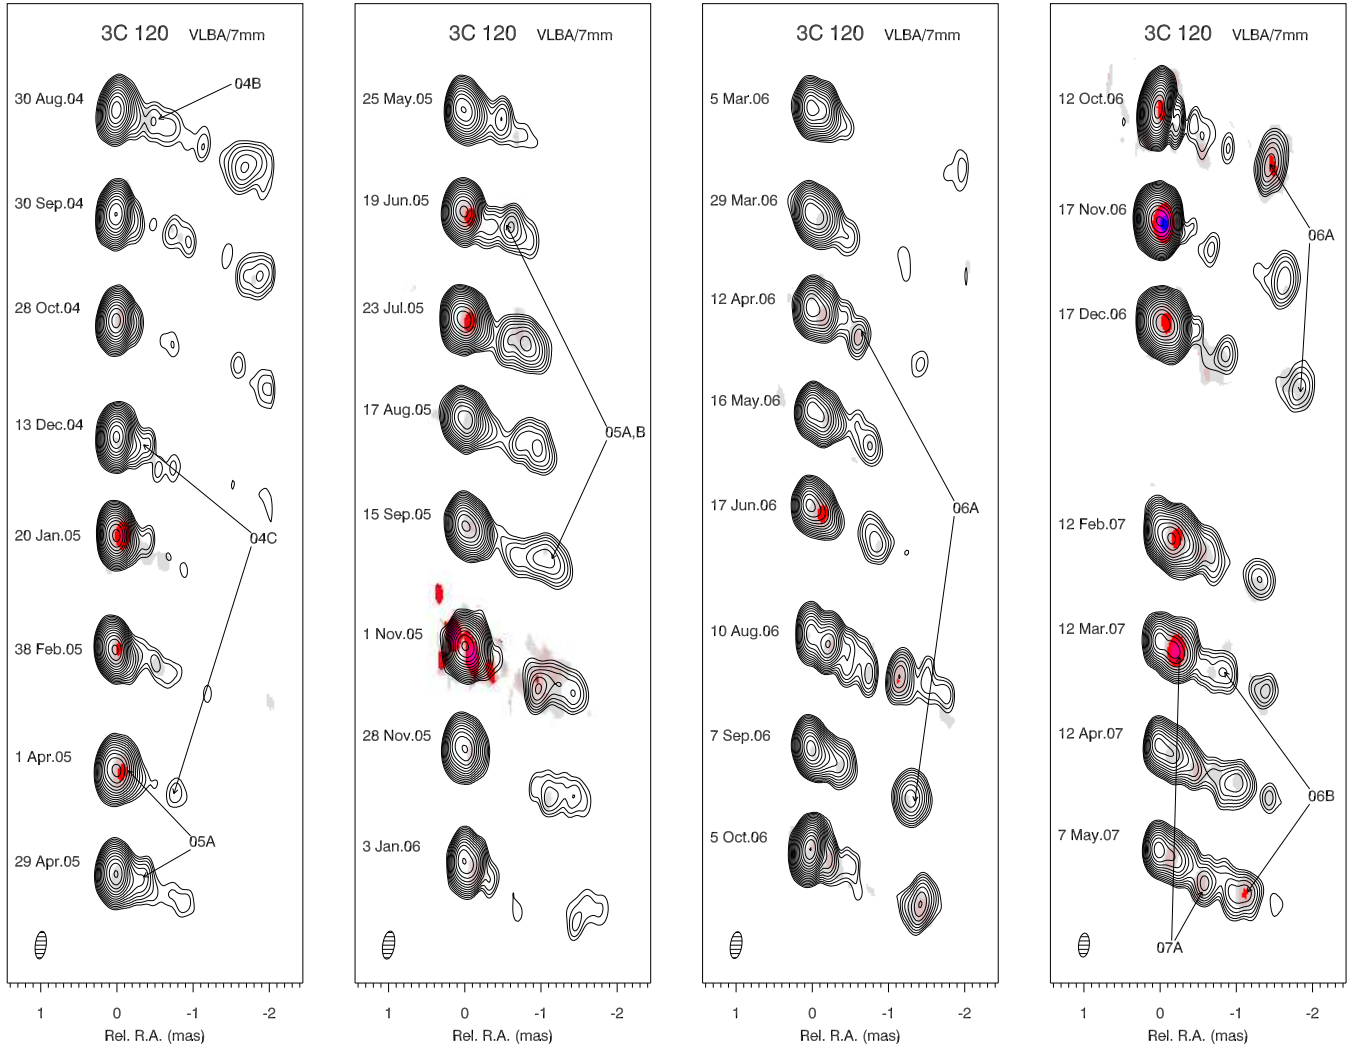 3C 120 VLBA/7mm
30 Aug.04
04B
30 Sep.04
28 Oct.04
13 Dec.04
20 Jan.05
04C
38 Feb.05
1 Apr.05
05A
29 Apr.05
1 0 -1 -2
Rel. R.A. (mas)
3C 120 VLBA/7mm
25 May.05
19 Jun.05
23 Jul.05
17 Aug.05
05A,B
15 Sep.05
1 Nov.05
28 Nov.05
3 Jan.06
1 0 -1 -2
Rel. R.A. (mas)
3C 120 VLBA/7mm
5 Mar.06
29 Mar.06
12 Apr.06
16 May.06
17 Jun.06
06A
10 Aug.06
7 Sep.06
5 Oct.06
1 0 -1 -2
Rel. R.A. (mas)
3C 120 VLBA/7mm
12 Oct.06
17 Nov.06
06A
17 Dec.06
12 Feb.07
12 Mar.07
12 Apr.07
06B
7 May.07
07A
1 0 -1 -2
Rel. R.A. (mas)